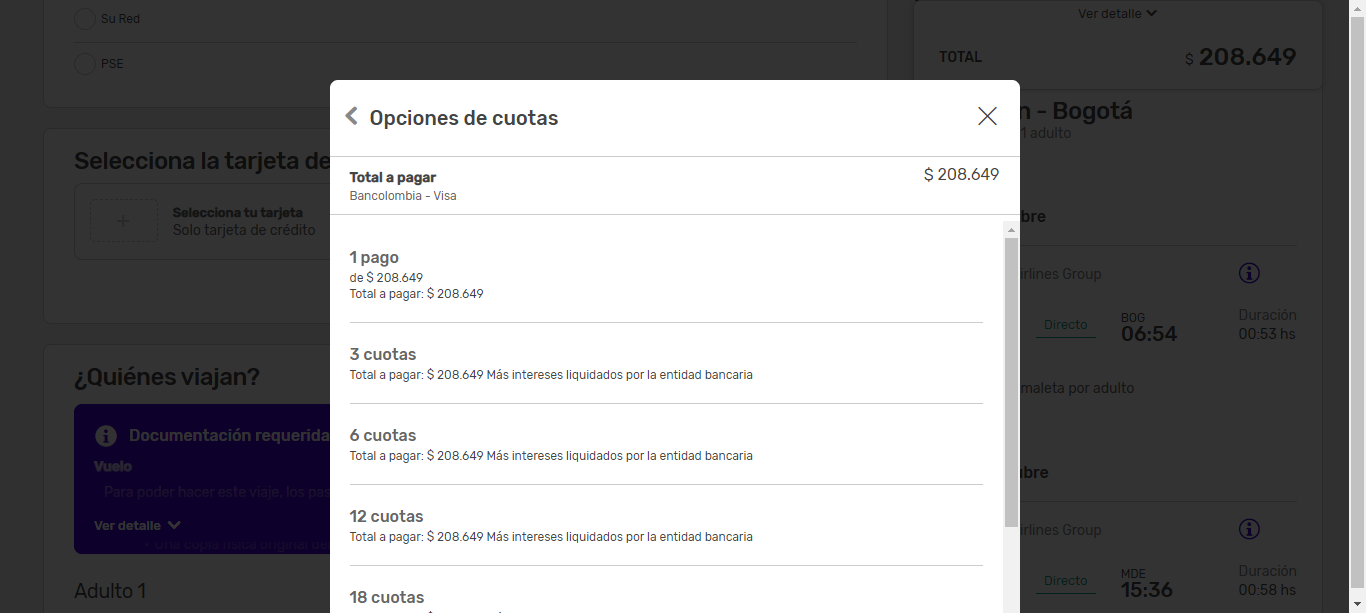 Su Red
PSE
Ver detalle
TOTAL
$ 208.649
n - Bogotá
1 adulto
Selecciona la tarjeta de
Selecciona tu tarjeta
Solo tarjeta de crédito
Opciones de cuotas
Total a pagar
$ 208.649
Bancolombia - Visa
1 pago
de $ 208.649
Total a pagar: $ 208.649
3 cuotas
Total a pagar: $ 208.649 Más intereses liquidados por la entidad bancaria
6 cuotas
Total a pagar: $ 208.649 Más intereses liquidados por la entidad bancaria
12 cuotas
Total a pagar: $ 208.649 Más intereses liquidados por la entidad bancaria
18 cuotas
bre
irlines Group
Directo
BOG
06:54
Duración
00:53 hs
maleta por adulto
¿Quiénes viajan?
Documentación requerida
Vuelo
Para poder hacer este viaje, los pas
Ver detalle
• Una copia física original de
Adulto 1
bre
irlines Group
Directo
MDE
15:36
Duración
00:58 hs